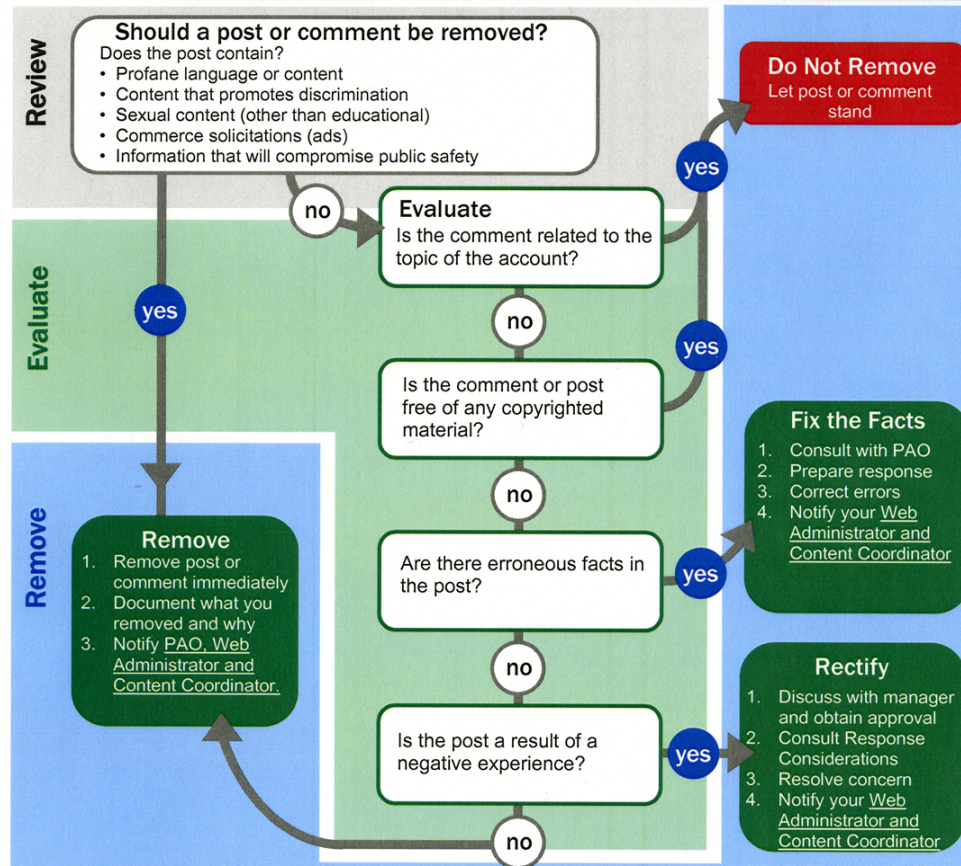 Review
Should a post or comment be removed?
Does the post contain?
• Profane language or content
• Content that promotes discrimination
• Sexual content (other than educational)
• Commerce solicitations (ads)
• Information that will compromise public safety
Do Not Remove
Let post or comment
stand
yes
no
Evaluate
Evaluate
Is the comment related to the
topic of the account?
yes
no
yes
Is the comment or post
free of any copyrighted
material?
no
Fix the Facts
1. Consult with PAO
2. Prepare response
3. Correct errors
4. Notify your Web
Administrator and
Content Coordinator
Remove
Remove
1. Remove post or
comment immediately
2. Document what you
removed and why
3. Notify PAO, Web
Administrator and
Content Coordinator.
Are there erroneous facts in
the post?
yes
no
Rectify
1. Discuss with manager
and obtain approval
2. Consult Response
Considerations
3. Resolve concern
4. Notify your Web
Administrator and
Content Coordinator
Is the post a result of a
negative experience?
yes
no